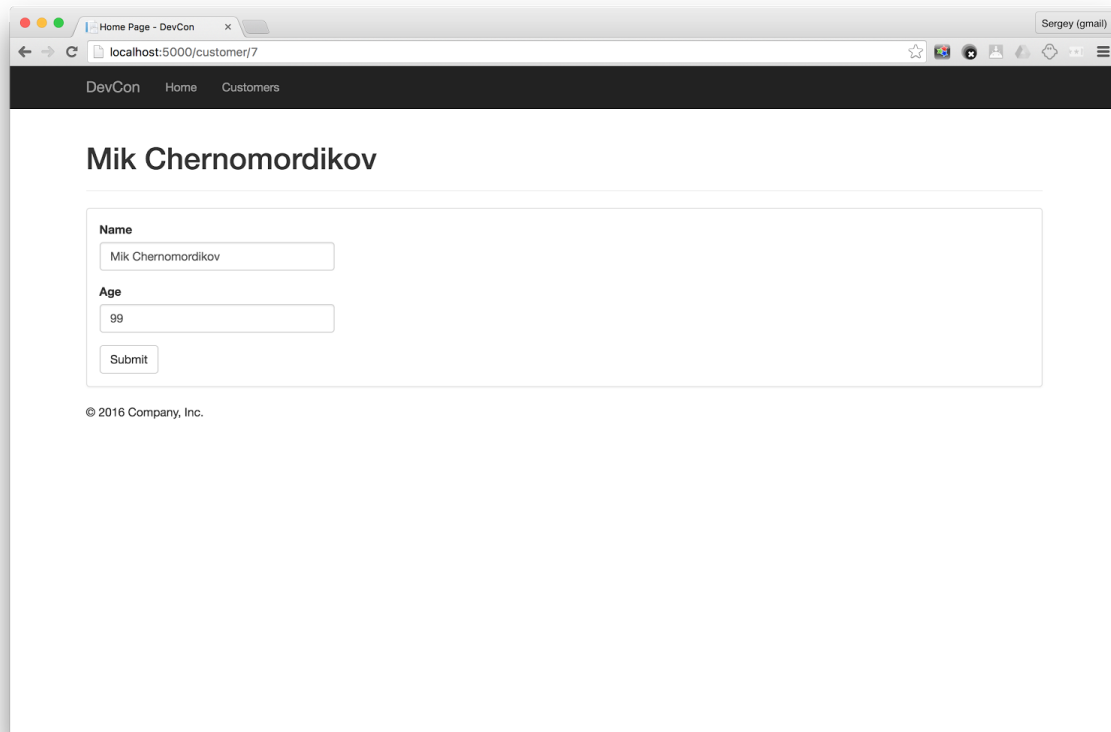 Home Page - DevCon
Sergey (gmail)
localhost:5000/customer/7
DevCon Home Customers
Mik Chernomordikov
Name
Mik Chernomordikov
Age
99
Submit
© 2016 Company, Inc.